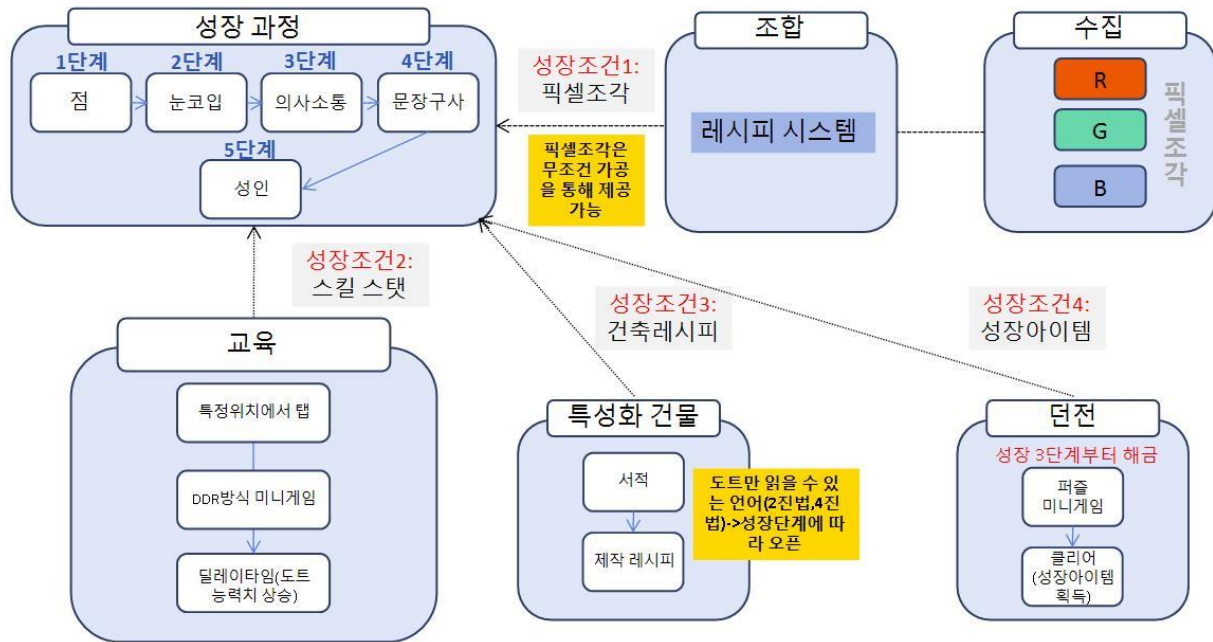 성장 과정
1단계
2단계
3단계
4단계
점
눈코입
의사소통
문장구사
5단계
성인
성장조건1:
픽셀조각
픽셀조각은
무조건 가공
을 통해 제공
가능
조합
레시피 시스템
수집
R
G
B
픽셀조각
성장조건2:
스킬 스탯
성장조건3:
건축레시피
성장조건4:
성장아이템
교육
특정위치에서 탭
DDR방식 미니게임
딜레이타임(도트
능력치 상승)
특성화 건물
서적
제작 레시피
도트만 읽을 수 있
는 언어(2진법,4진
법)->성장단계에 따
라 오픈
던전
성장 3단계부터 해금
퍼즐
미니게임
클리어
(성장아이템
획득)